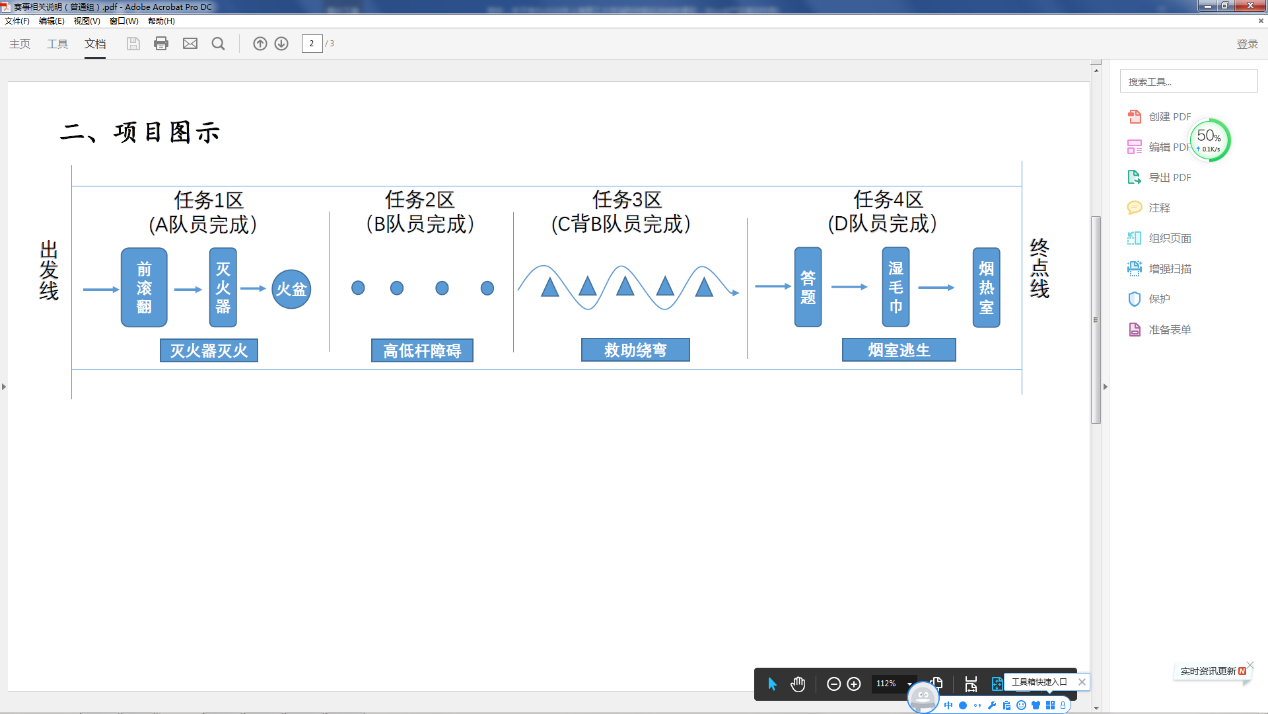 赛事相关说明（普通组）.pdf - Adobe Acrobat Pro DC
文件(F) 编辑(E) 视图(V) 窗口(W) 帮助(H)
主页 工具 文档 2 / 3 登录
搜索工具...
创建 PDF
编辑 PDF
导出 PDF
注释
组织页面
增强扫描
保护
准备表单
50%
0.1K/s
二、项目图示
出发线
任务1区
(A队员完成)
前滚翻
灭火器
火盆
灭火器灭火
任务2区
(B队员完成)
高低杆障碍
任务3区
(C背B队员完成)
救助绕弯
任务4区
(D队员完成)
答题
湿毛巾
烟热室
烟室逃生
终点线
实时资讯更新 N
112%
工具箱快捷入口
中